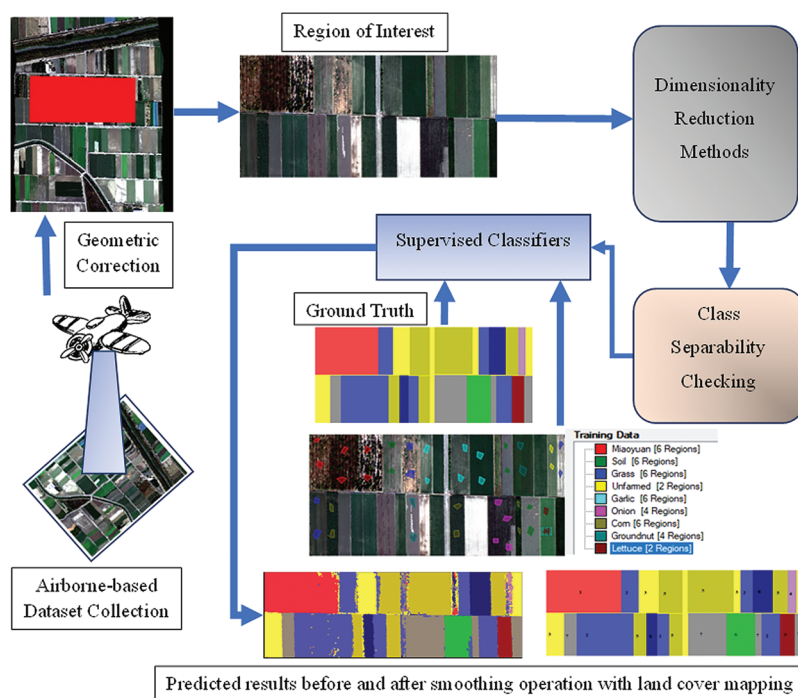 Region of Interest
Dimensionality
Reduction
Methods
Geometric
Correction
Supervised Classifiers
Ground Truth
Class
Separability
Checking
Training Data
Miaoyuan [6 Regions]
Soil [6 Regions]
Grass [6 Regions]
Unfarmed [2 Regions]
Garlic [6 Regions]
Onion [4 Regions]
Corn [6 Regions]
Groundnut [4 Regions]
Lettuce [2 Regions]
Airborne-based
Dataset Collection
Predicted results before and after smoothing operation with land cover mapping